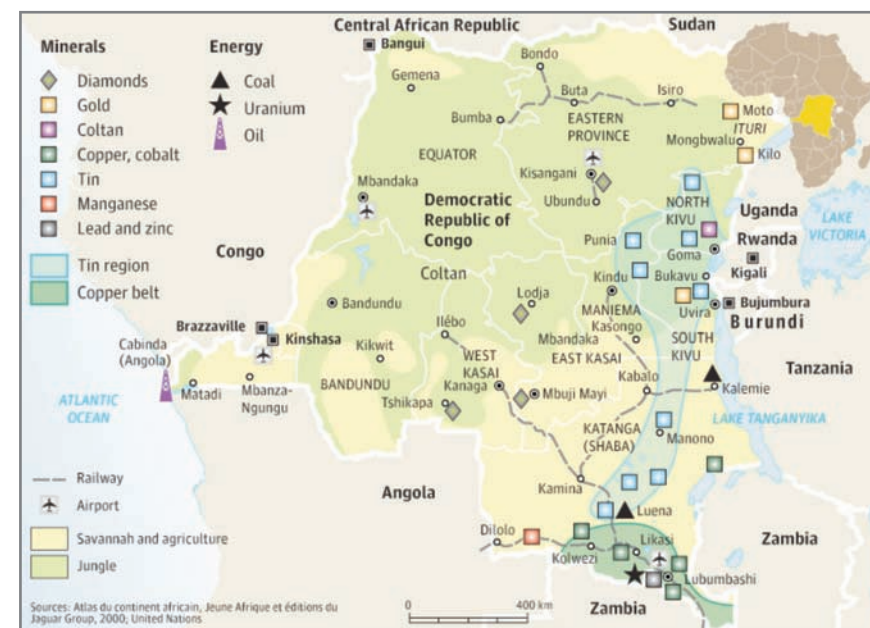 Minerals
Diamonds
Gold
Coltan
Copper, cobalt
Tin
Manganese
Lead and zinc
Tin region
Copper belt
Energy
Coal
Uranium
Oil
Central African Republic
Sudan
Bangui
Bondo
Gemena
Buta
Isiro
Moto
ITURI
Bumba
EASTERN
PROVINCE
Mongbwalu
Kilo
EQUATOR
Kisangani
Mbandaka
Ubundu
Democratic
Republic of
Congo
NORTH
KIVU
Uganda
LAKE
VICTORIA
Congo
Punia
Goma
Rwanda
Coltan
Kindu
Bukavu
Kigali
Bandundu
Lodja
MANIEMA
Uvira
Bujumbura
Burundi
Brazzaville
Kinshasa
Ilébo
Kasongo
Cabinda
(Angola)
Kikwit
Mbandaka
EAST KASAI
SOUTH
KIVU
WEST
KASAI
Tanzania
ATLANTIC
OCEAN
Matadi
Mbanza-
Ngungu
BANDUNDU
Kanaga
Kabalo
Kalemie
Tshikapa
Mbuji Mayi
LAKE TANGANYIKA
KATANGA
(SHABA)
Manono
Railway
Airport
Angola
Kamina
Luena
Savannah and agriculture
Jungle
Dilolo
Kolwezi
Likasi
Zambia
Lubumbashi
Zambia
Sources: Atlas du continent africain, Jeune Afrique et éditions du
Jaguar Group, 2000; United Nations
0 400 km